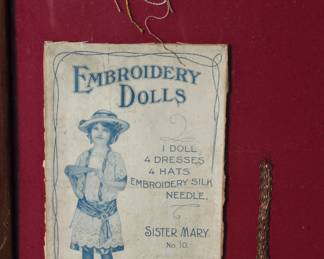 EMBROIDERY
DOLLS
1 DOLL
4 DRESSES
4 HATS
EMBROIDERY SILK
NEEDLE.
SISTER MARY
No. 10.